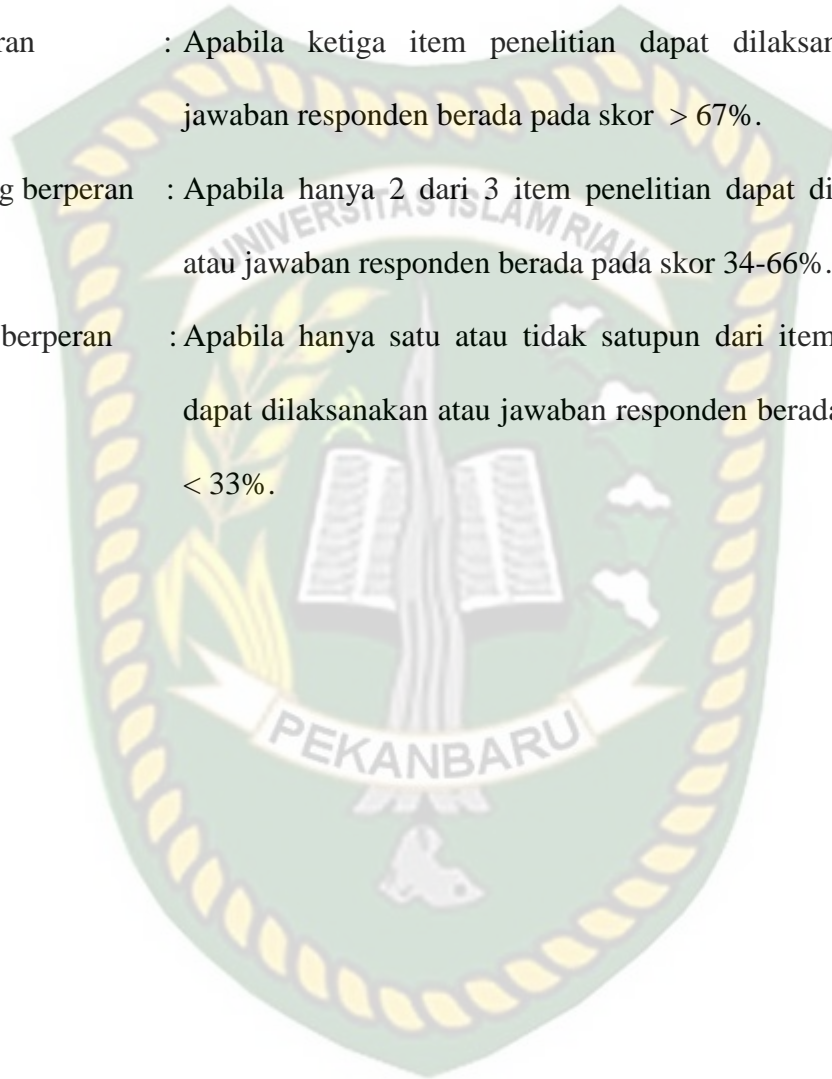 ran : Apabila ketiga item penelitian dapat dilaksan
jawaban responden berada pada skor > 67%.
g berperan : Apabila hanya 2 dari 3 item penelitian dapat di
atau jawaban responden berada pada skor 34-66%.
berperan : Apabila hanya satu atau tidak satupun dari item
dapat dilaksanakan atau jawaban responden berada
< 33%.
UNIVERSITAS ISLAM RIAU
PEKANBARU